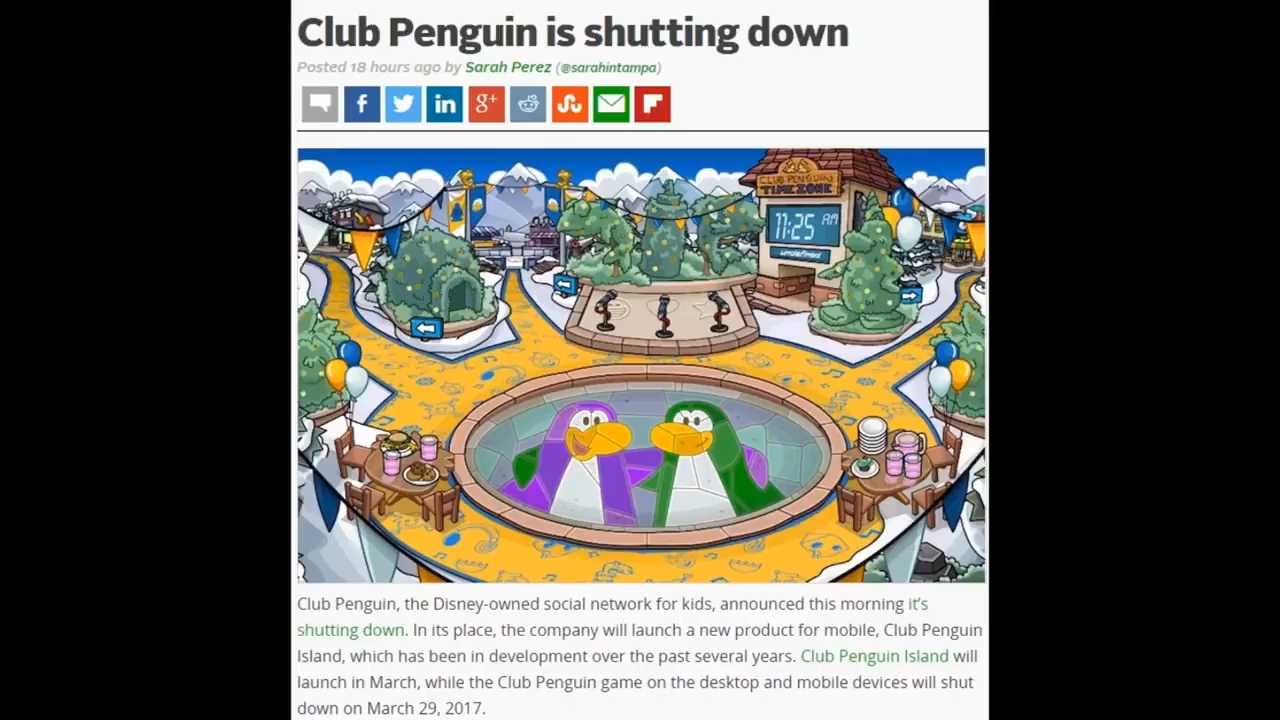 Club Penguin is shutting down
Posted 18 hours ago by Sarah Perez (@sarahintampa)
f in g+
CLUB PENGUIN
TIME ZONE
11:25 AM
Club Penguin, the Disney-owned social network for kids, announced this morning it's
shutting down. In its place, the company will launch a new product for mobile, Club Penguin
Island, which has been in development over the past several years. Club Penguin Island will
launch in March, while the Club Penguin game on the desktop and mobile devices will shut
down on March 29, 2017.